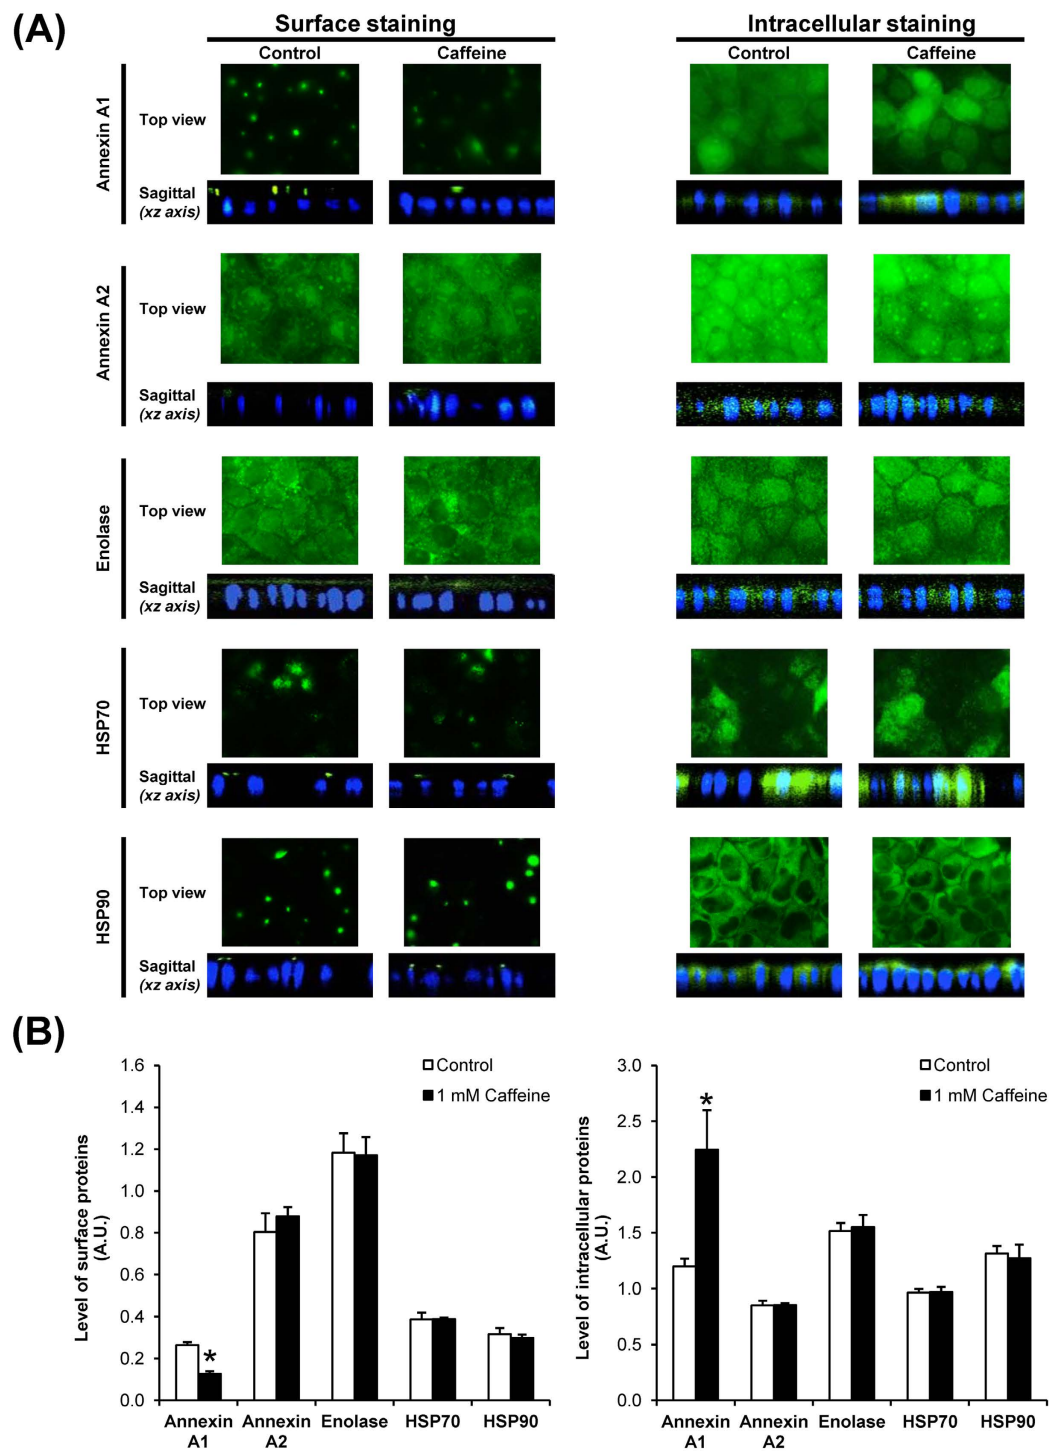 (A)
Surface staining
Intracellular staining
Control
Caffeine
Control
Caffeine
Annexin A1
Top view
Sagittal
(xz axis)
Annexin A2
Top view
Sagittal
(xz axis)
Enolase
Top view
Sagittal
(xz axis)
HSP70
Top view
Sagittal
(xz axis)
HSP90
Top view
Sagittal
(xz axis)
(B)
Level of surface proteins
(A.U.)
1.6
1.4
1.2
1.0
0.8
0.6
0.4
0.2
0.0
Control
1 mM Caffeine
*
Annexin
A1
Annexin
A2
Enolase
HSP70
HSP90
Level of intracellular proteins
(A.U.)
3.0
2.5
2.0
1.5
1.0
0.5
0.0
Control
1 mM Caffeine
*
Annexin
A1
Annexin
A2
Enolase
HSP70
HSP90